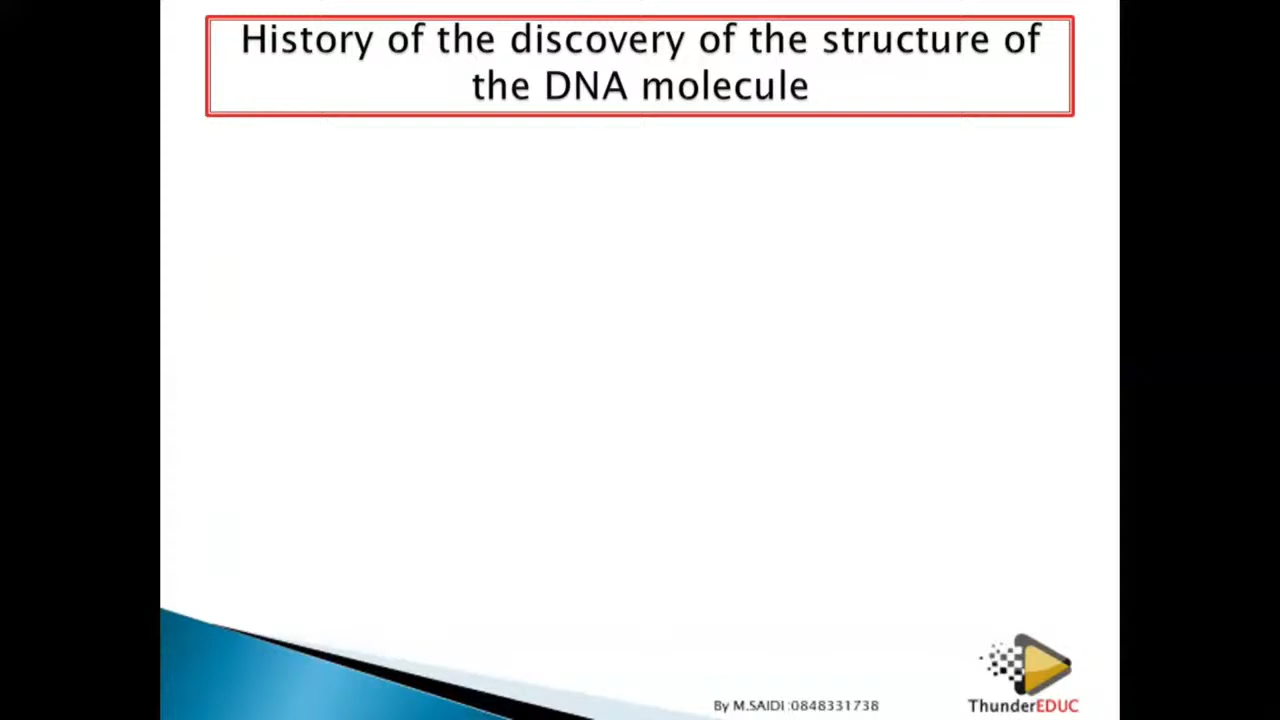 History of the discovery of the structure of
the DNA molecule
By M.SAIDI :0848331738
ThunderEDUC